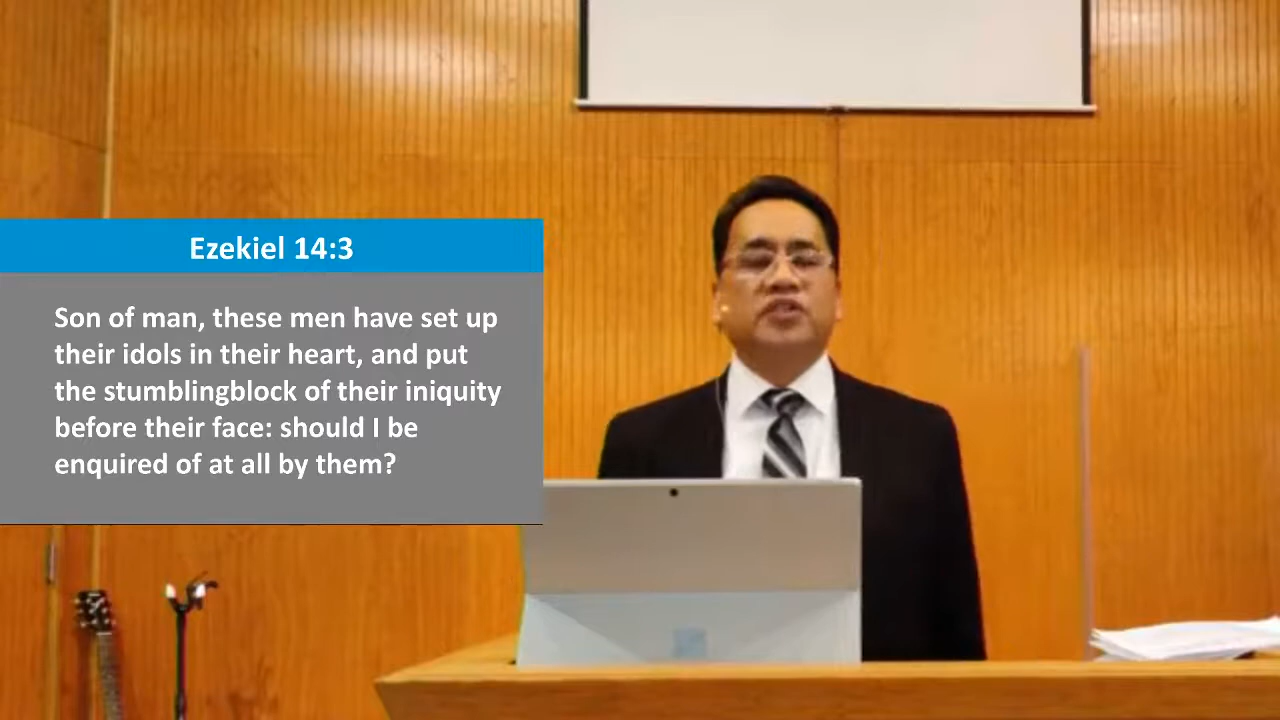 Ezekiel 14:3
Son of man, these men have set up
their idols in their heart, and put
the stumblingblock of their iniquity
before their face: should I be
enquired of at all by them?